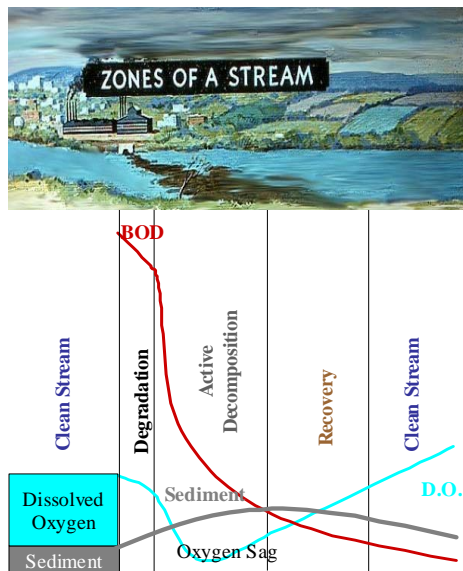 ZONES OF A STREAM
BOD
Clean Stream
Degradation
Active
Decomposition
Recovery
Clean Stream
Dissolved
Oxygen
Sediment
D.O.
Oxygen Sag
Sediment